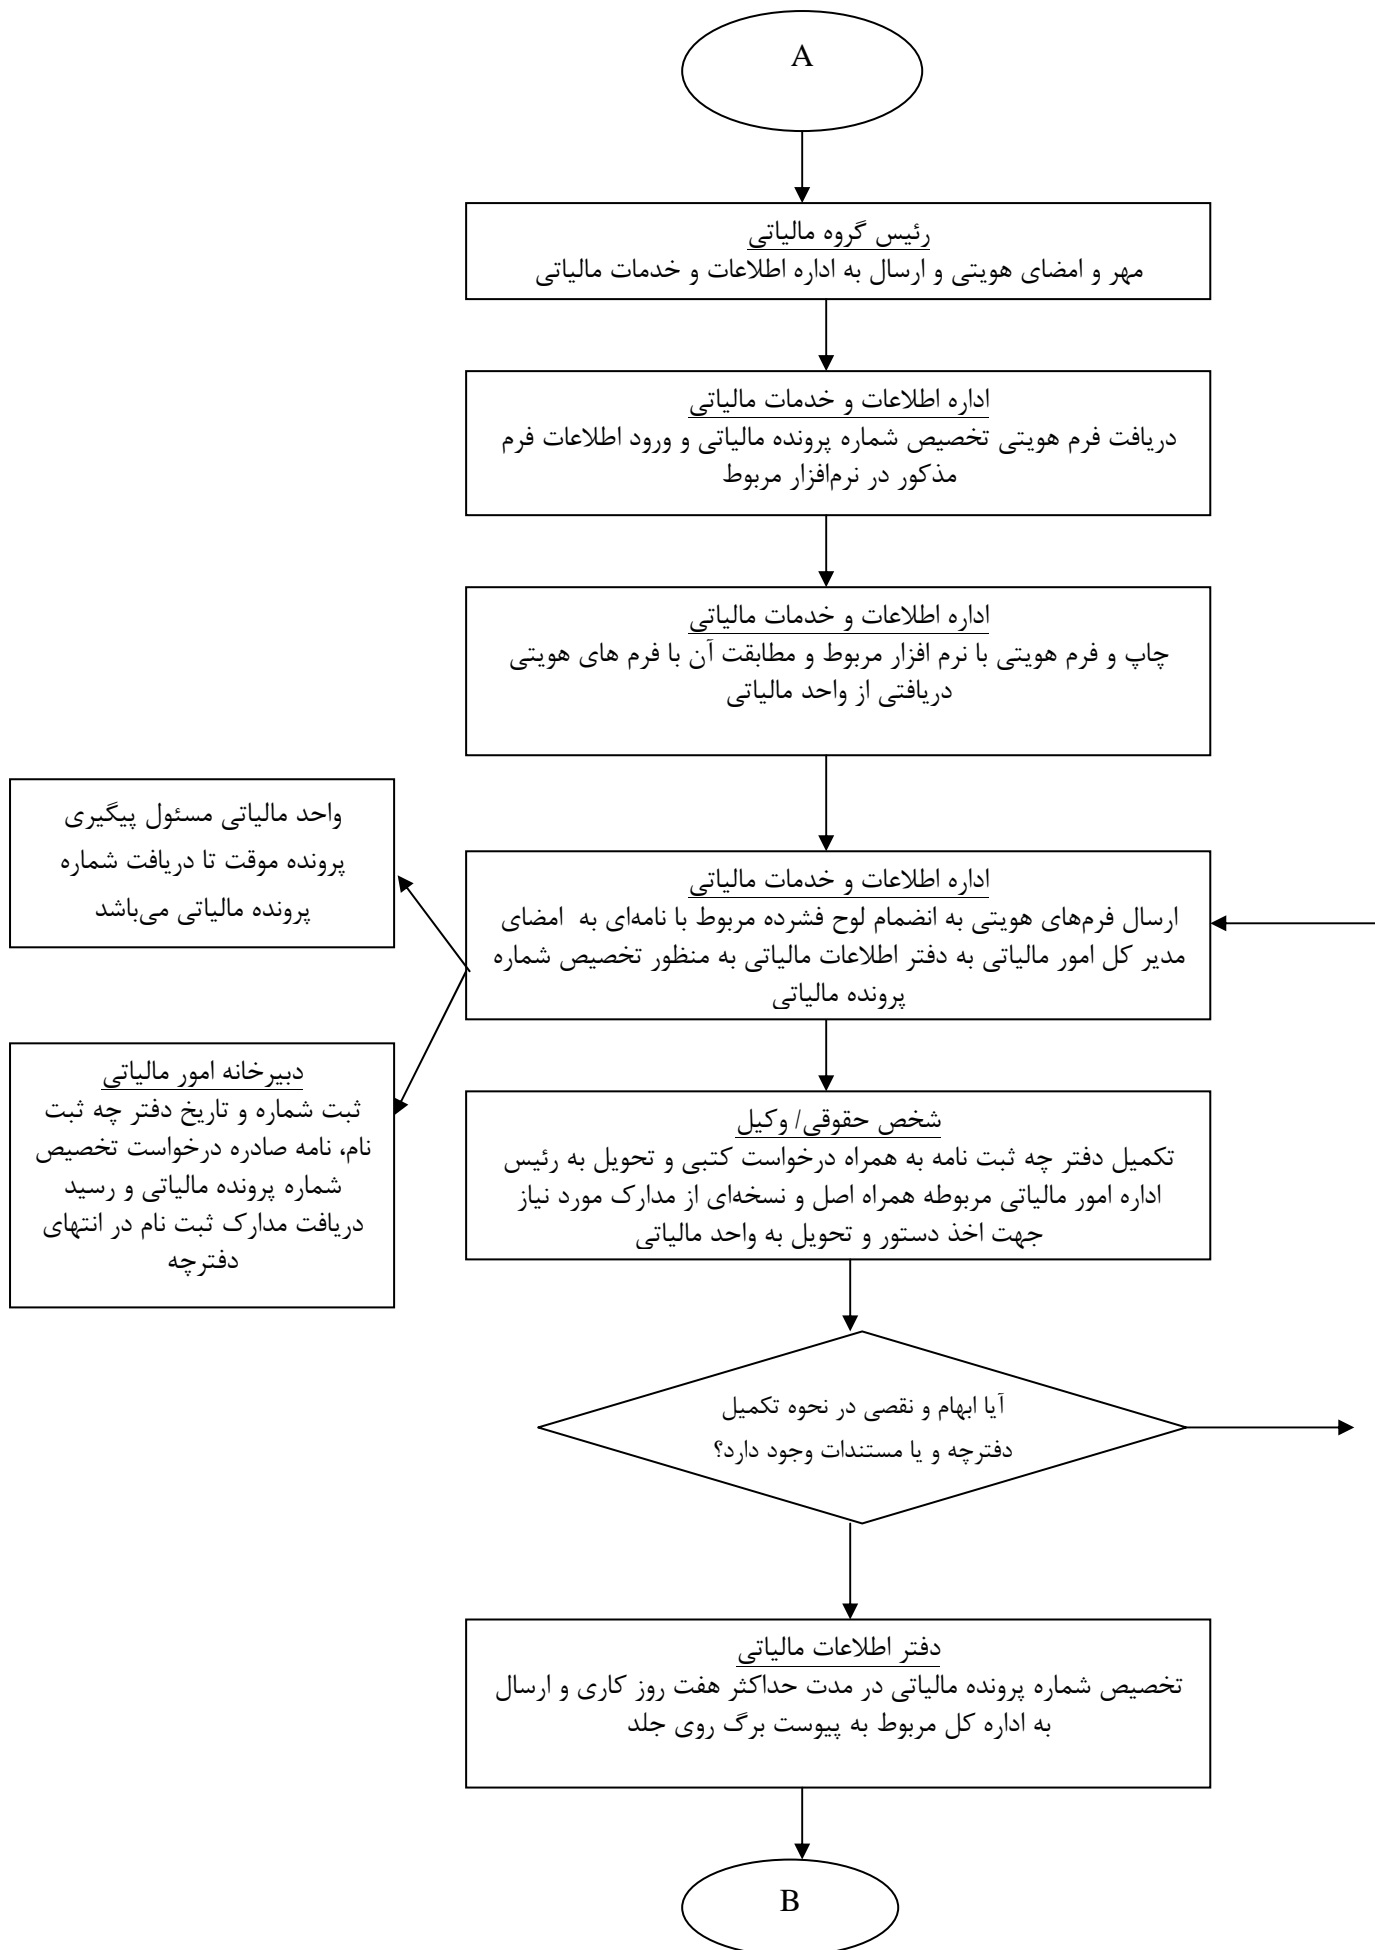 A
رئیس گروه مالیاتی
مهر و امضای هویتی و ارسال به اداره اطلاعات و خدمات مالیاتی
اداره اطلاعات و خدمات مالیاتی
دریافت فرم هویتی تخصیص شماره پرونده مالیاتی و ورود اطلاعات فرم
مذکور در نرم‌افزار مربوط
اداره اطلاعات و خدمات مالیاتی
چاپ و فرم هویتی با نرم افزار مربوط و مطابقت آن با فرم های هویتی
دریافتی از واحد مالیاتی
واحد مالیاتی مسئول پیگیری
پرونده موقت تا دریافت شماره
پرونده مالیاتی می‌باشد
اداره اطلاعات و خدمات مالیاتی
ارسال فرم‌های هویتی به انضمام لوح فشرده مربوط با نامه‌ای به امضای
مدیر کل امور مالیاتی به دفتر اطلاعات مالیاتی به منظور تخصیص شماره
پرونده مالیاتی
دبیرخانه امور مالیاتی
ثبت شماره و تاریخ دفتر چه ثبت
نام، نامه صادره درخواست تخصیص
شماره پرونده مالیاتی و رسید
دریافت مدارک ثبت نام در انتهای
دفترچه
شخص حقوقی/ وکیل
تکمیل دفتر چه ثبت نامه به همراه درخواست کتبی و تحویل به رئیس
اداره امور مالیاتی مربوطه همراه اصل و نسخه‌ای از مدارک مورد نیاز
جهت اخذ دستور و تحویل به واحد مالیاتی
آیا ابهام و نقصی در نحوه تکمیل
دفترچه و یا مستندات وجود دارد؟
دفتر اطلاعات مالیاتی
تخصیص شماره پرونده مالیاتی در مدت حداکثر هفت روز کاری و ارسال
به اداره کل مربوط به پیوست برگ روی جلد
B